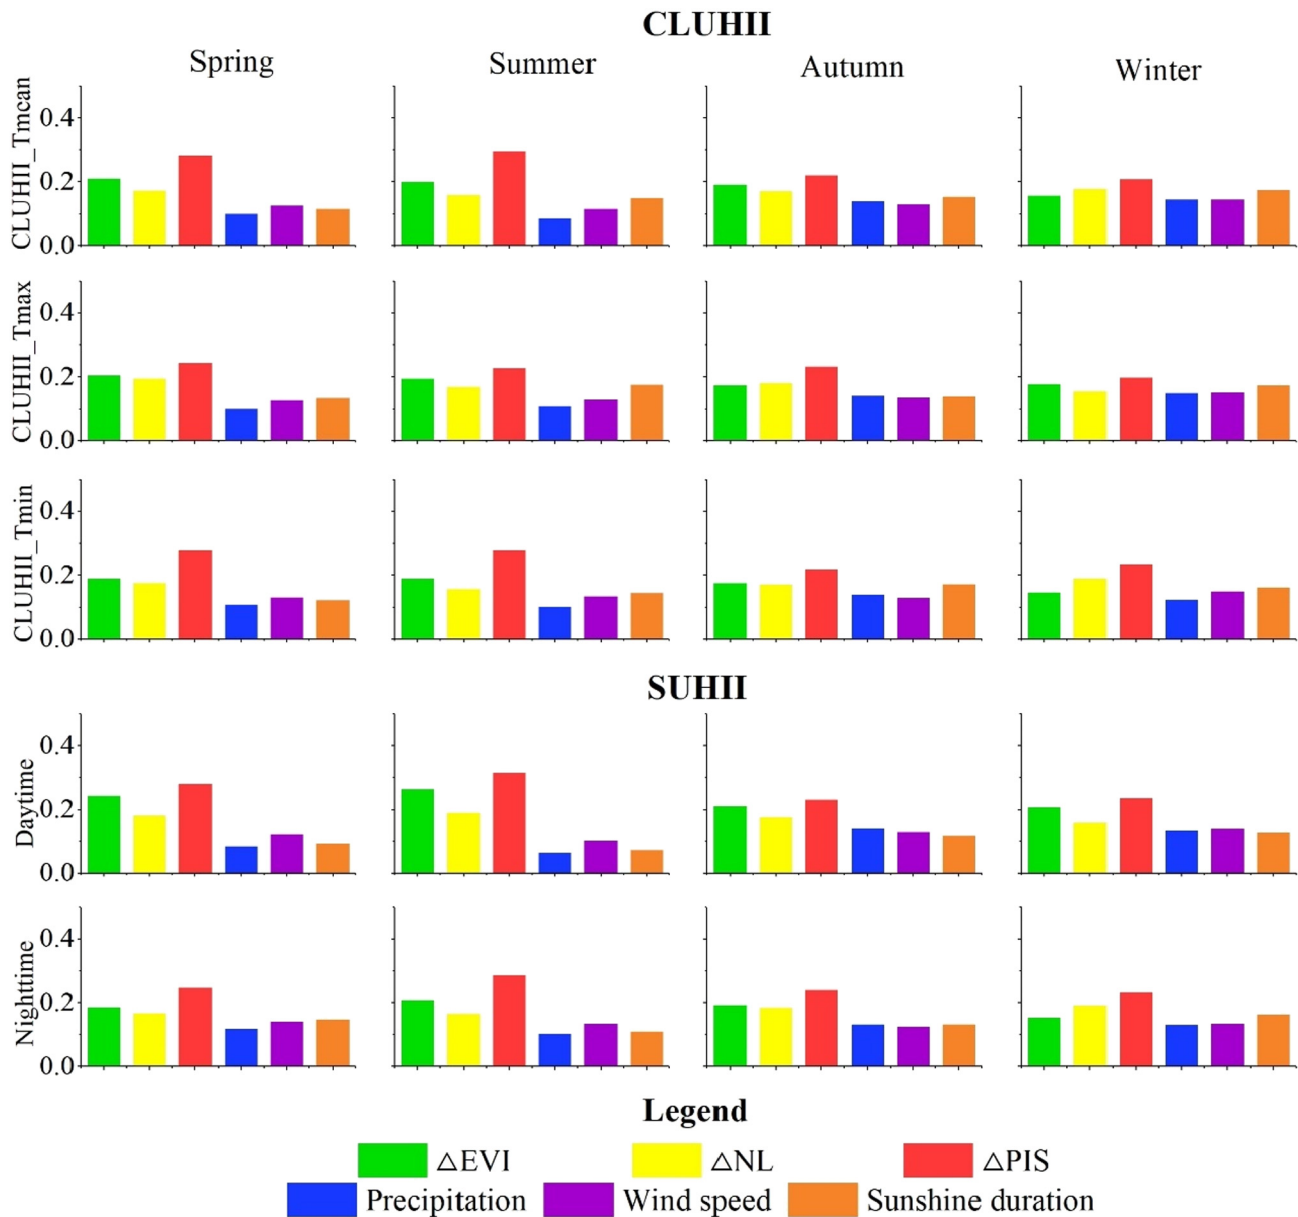 CLUHII
Spring Summer Autumn Winter
CLUHII_Tmcan
0.4
0.2
0.0
CLUHII_Tmax
0.4
0.2
0.0
CLUHII_Tmin
0.4
0.2
0.0
SUHII
Daytime
0.4
0.2
0.0
Nighttime
0.4
0.2
0.0
Legend
△EVI △NL △PIS
Precipitation Wind speed Sunshine duration